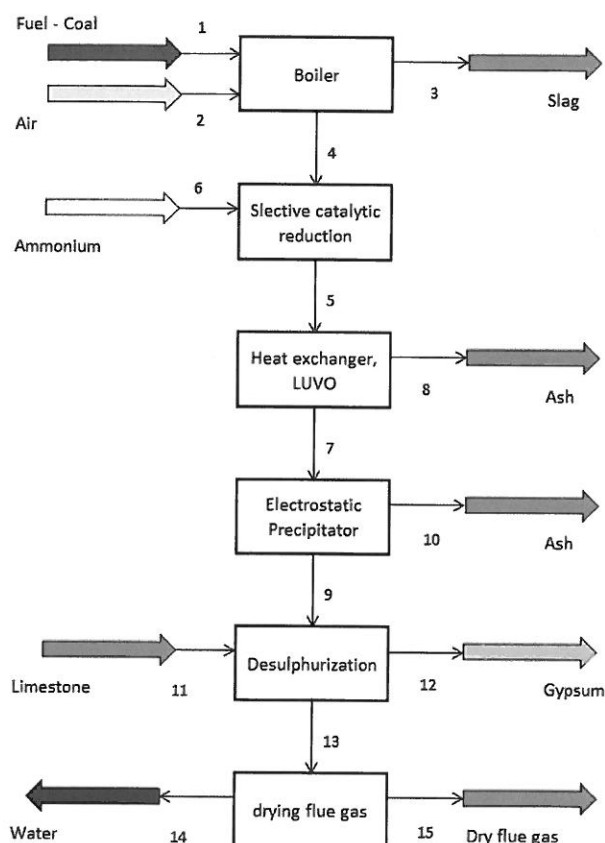 Fuel - Coal
1
Boiler
3
Slag
Air
2
4
6
Slective catalytic
reduction
Ammonium
5
Heat exchanger,
LUVO
8
Ash
7
Electrostatic
Precipitator
10
Ash
9
Desulphurization
Limestone
11
12
Gypsum
13
drying flue gas
Water
14
15
Dry flue gas